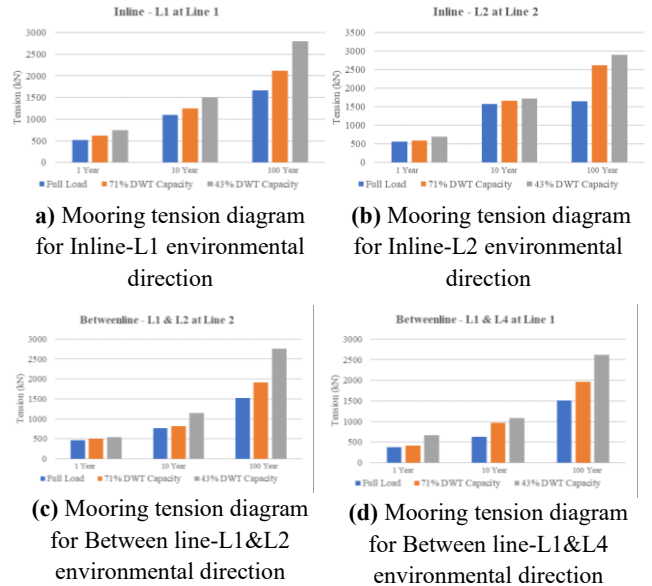 Inline - L1 at Line 1
Tension (kN)
3000
2500
2000
1500
1000
500
0
1 Year
10 Year
100 Year
Full Load
71% DWT Capacity
43% DWT Capacity
a) Mooring tension diagram
for Inline-L1 environmental
direction
Inline - L2 at Line 2
Tension (kN)
3500
3000
2500
2000
1500
1000
500
0
1 Year
10 Year
100 Year
Full Load
71% DWT Capacity
43% DWT Capacity
(b) Mooring tension diagram
for Inline-L2 environmental
direction
Betweenline - L1 & L2 at Line 2
Tension (kN)
3000
2500
2000
1500
1000
500
0
1 Year
10 Year
100 Year
Full Load
71% DWT Capacity
43% DWT Capacity
(c) Mooring tension diagram
for Between line-L1&L2
environmental direction
Betweenline - L1 & L4 at Line 1
Tension (kN)
3000
2500
2000
1500
1000
500
0
1 Year
10 Year
100 Year
Full Load
71% DWT Capacity
43% DWT Capacity
(d) Mooring tension diagram
for Between line-L1&L4
environmental direction